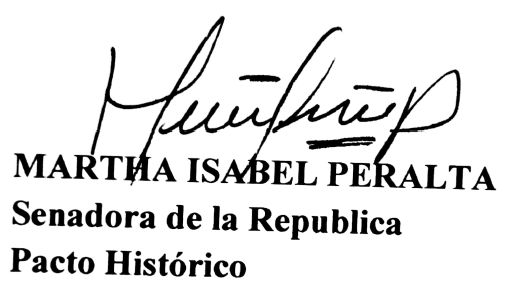 MARTHA ISABEL PERALTA
Senadora de la Republica
Pacto Histórico